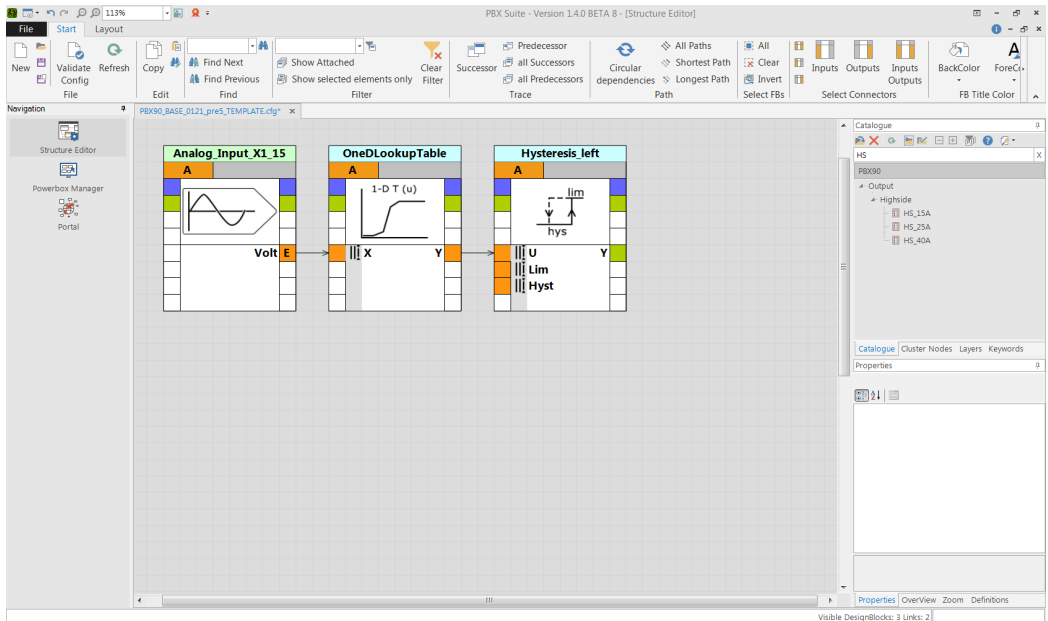 113%
PBX Suite - Version 1.4.0 BETA 8 - [Structure Editor]
File Start Layout
New Validate Config Refresh
File
Copy
Edit
Find Next
Find Previous
Find
Show Attached
Show selected elements only
Clear Filter
Filter
Successor
Predecessor
all Successors
all Predecessors
Trace
Circular dependencies
All Paths
Shortest Path
Longest Path
Path
All
Clear
Invert
Select FBs
Inputs Outputs Inputs Outputs
Select Connectors
BackColor ForeCo
FB Title Color
Navigation
Structure Editor
Powerbox Manager
Portal
PBX90_BASE_0121_pre5_TEMPLATE.cfg*
Analog_Input_X1_15
A
Volt E
OneDLookupTable
A
1-D T (u)
X Y
Hysteresis_left
A
lim
hys
U Y
Lim
Hyst
Catalogue
HS X
PBX90
Output
Highside
HS_15A
HS_25A
HS_40A
Catalogue Cluster Nodes Layers Keywords
Properties
Properties OverView Zoom Definitions
Visible DesignBlocks: 3 Links: 2